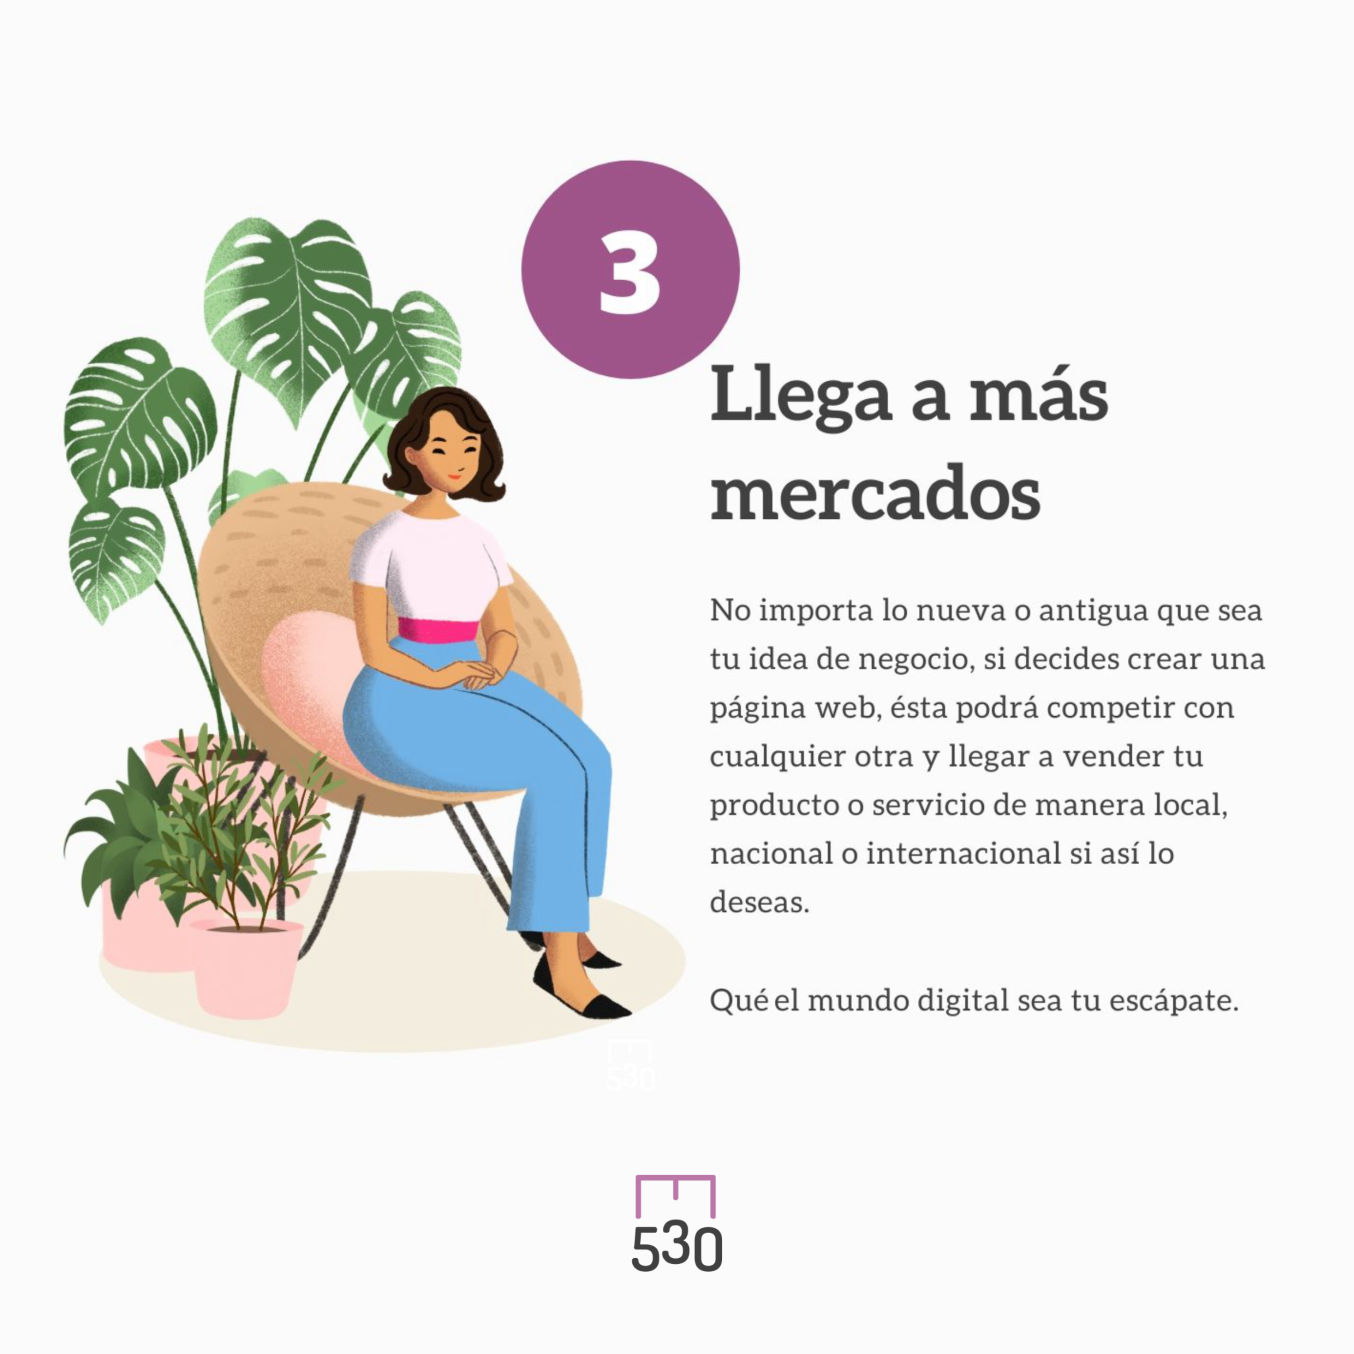 3
Llega a más
mercados
No importa lo nueva o antigua que sea
tu idea de negocio, si decides crear una
página web, ésta podrá competir con
cualquier otra y llegar a vender tu
producto o servicio de manera local,
nacional o internacional si así lo
deseas.
Qué el mundo digital sea tu escápate.
530
530